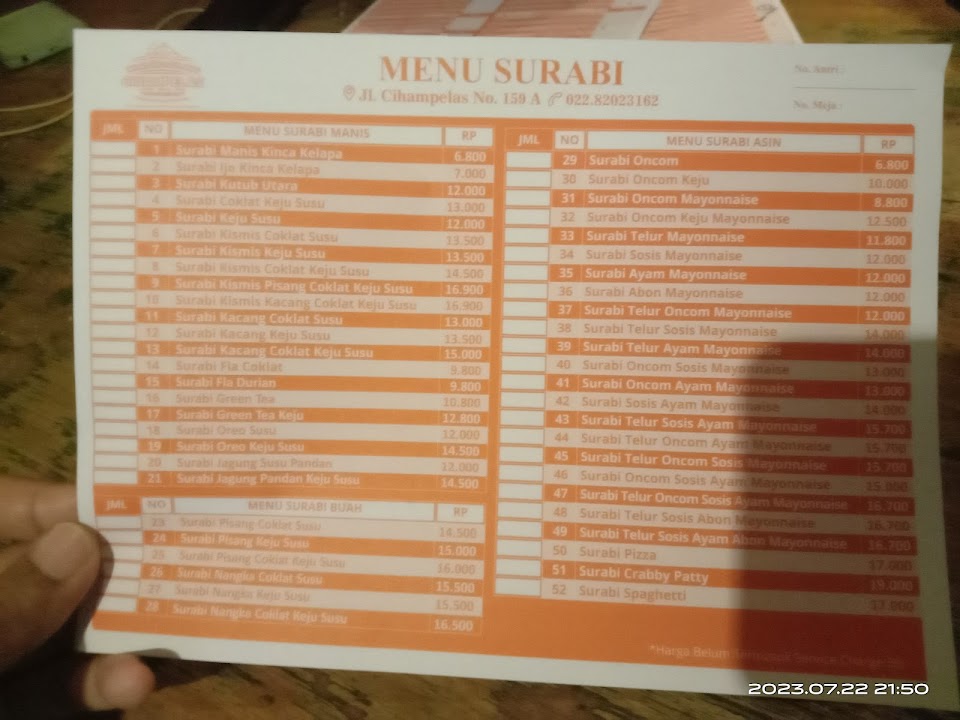 MENU SURABI
Jl. Cihampelas No. 159 A 022.82023162
No. Antri :
No. Meja :
JML NO MENU SURABI MANIS RP
1 Surabi Manis Kinca Kelapa 6.800
2 Surabi Ijo Kinca Kelapa 7.000
3 Surabi Kutub Utara 12.000
4 Surabi Coklat Keju Susu 13.000
5 Surabi Keju Susu 12.000
6 Surabi Kismis Coklat Susu 13.500
7 Surabi Kismis Keju Susu 13.500
8 Surabi Kismis Coklat Keju Susu 14.500
9 Surabi Kismis Pisang Coklat Keju Susu 16.900
10 Surabi Kismis Kacang Coklat Keju Susu 16.900
11 Surabi Kacang Coklat Susu 13.000
12 Surabi Kacang Keju Susu 13.500
13 Surabi Kacang Coklat Keju Susu 15.000
14 Surabi Fla Coklat 9.800
15 Surabi Fla Durian 9.800
16 Surabi Green Tea 10.800
17 Surabi Green Tea Keju 12.800
18 Surabi Oreo Susu 12.000
19 Surabi Oreo Keju Susu 14.500
20 Surabi Jagung Susu Pandan 12.000
21 Surabi Jagung Pandan Keju Susu 14.500
JML NO MENU SURABI BUAH RP
23 Surabi Pisang Coklat Susu 14.500
24 Surabi Pisang Keju Susu 15.000
25 Surabi Pisang Coklat Keju Susu 16.000
26 Surabi Nangka Coklat Susu 15.500
27 Surabi Nangka Keju Susu 15.500
28 Surabi Nangka Coklat Keju Susu 16.500
JML NO MENU SURABI ASIN RP
29 Surabi Oncom 6.800
30 Surabi Oncom Keju 10.000
31 Surabi Oncom Mayonnaise 8.800
32 Surabi Oncom Keju Mayonnaise 12.500
33 Surabi Telur Mayonnaise 11.800
34 Surabi Sosis Mayonnaise 12.000
35 Surabi Ayam Mayonnaise 12.000
36 Surabi Abon Mayonnaise 12.000
37 Surabi Telur Oncom Mayonnaise 12.000
38 Surabi Telur Sosis Mayonnaise 14.000
39 Surabi Telur Ayam Mayonnaise 14.000
40 Surabi Oncom Sosis Mayonnaise 13.000
41 Surabi Oncom Ayam Mayonnaise 13.000
42 Surabi Sosis Ayam Mayonnaise 14.000
43 Surabi Telur Sosis Ayam Mayonnaise 15.700
44 Surabi Telur Oncom Ayam Mayonnaise 15.700
45 Surabi Telur Oncom Sosis Mayonnaise 15.700
46 Surabi Oncom Sosis Ayam Mayonnaise 15.000
47 Surabi Telur Oncom Sosis Ayam Mayonnaise 16.700
48 Surabi Telur Sosis Abon Mayonnaise 16.700
49 Surabi Telur Sosis Ayam Abon Mayonnaise 16.700
50 Surabi Pizza 17.000
51 Surabi Crabby Patty 19.000
52 Surabi Spaghetti 17.000
*Harga Belum Termasuk Service Charge
2023.07.22 21:50